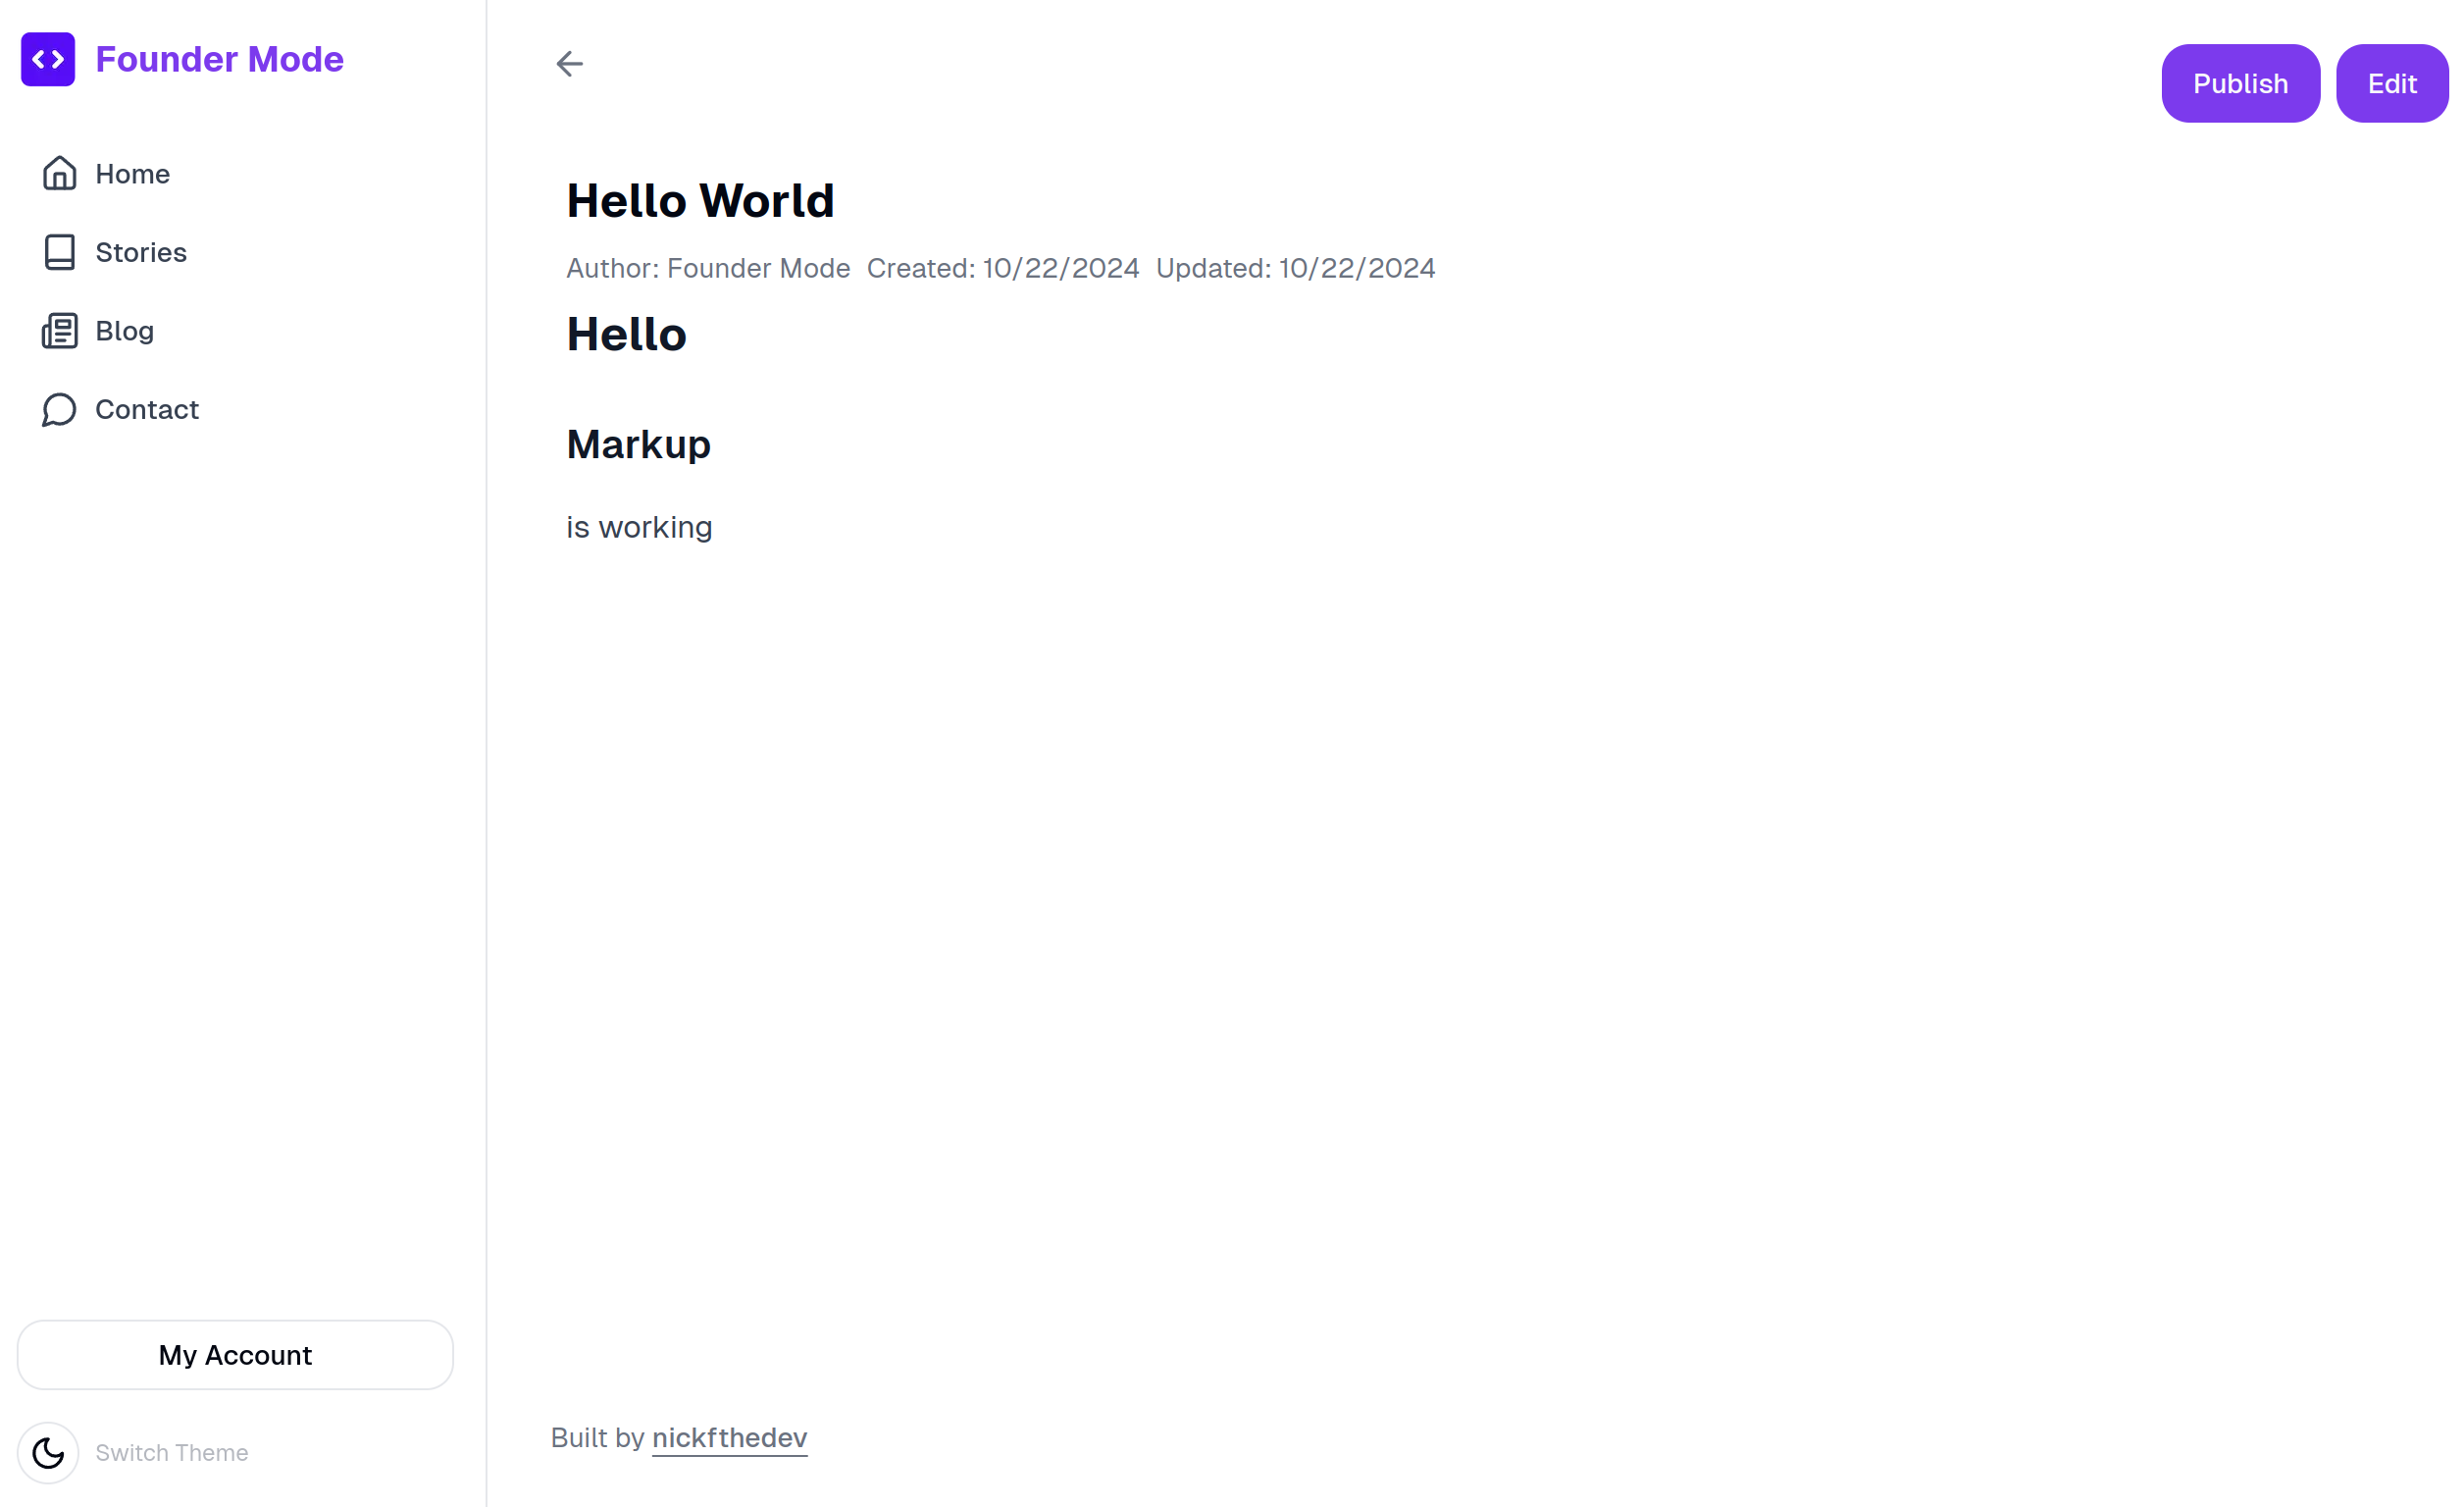 Founder Mode
Home
Stories
Blog
Contact
My Account
Switch Theme
Publish
Edit
Hello World
Author: Founder Mode Created: 10/22/2024 Updated: 10/22/2024
Hello
Markup
is working
Built by nickfthedev